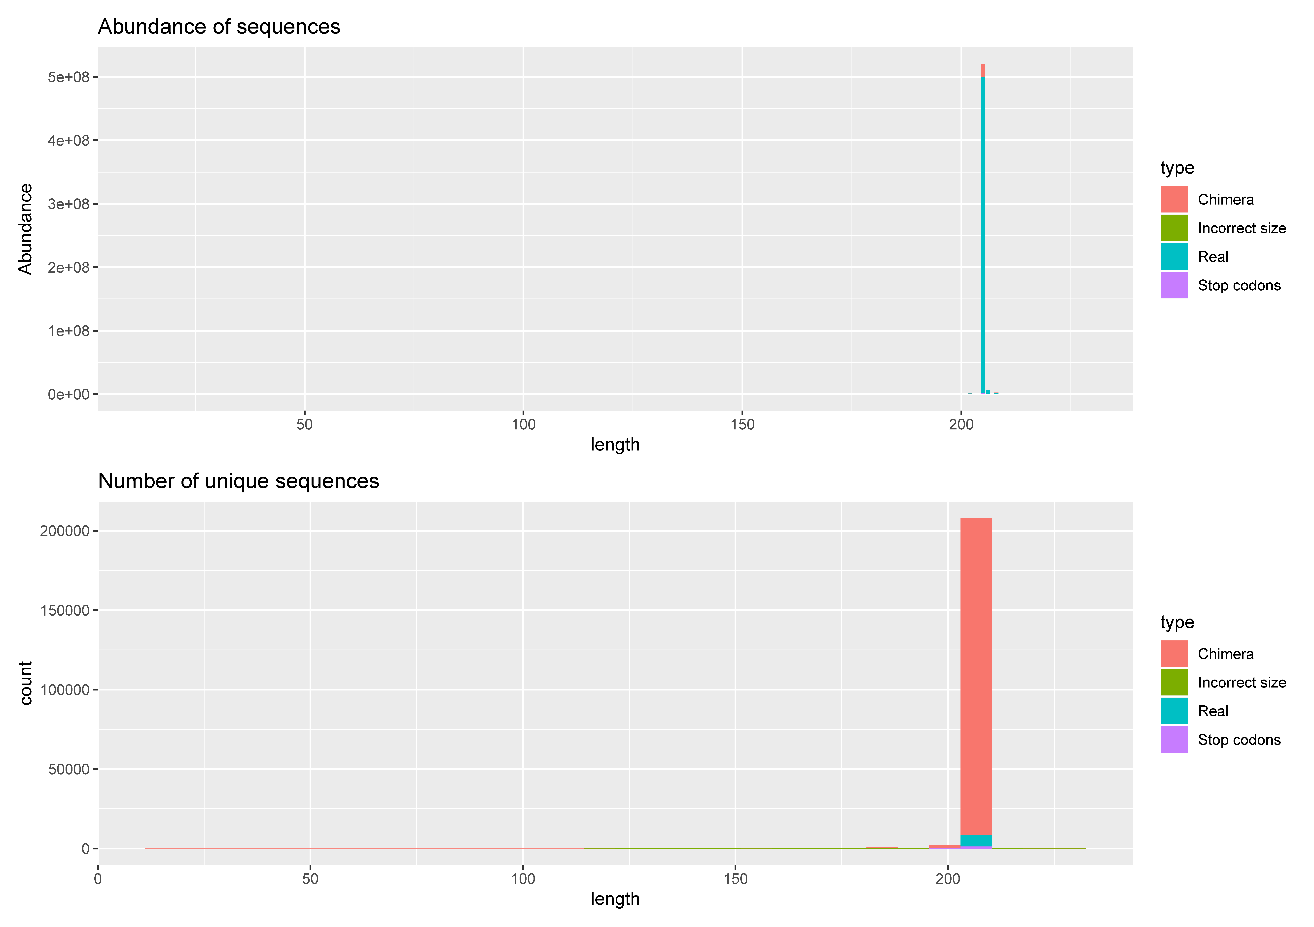 Abundance of sequences
5e+08
4e+08
3e+08
2e+08
1e+08
0e+00
Abundance
50
100
150
200
length
type
Chimera
Incorrect size
Real
Stop codons
Number of unique sequences
200000
150000
100000
50000
0
count
0
50
100
150
200
length
type
Chimera
Incorrect size
Real
Stop codons